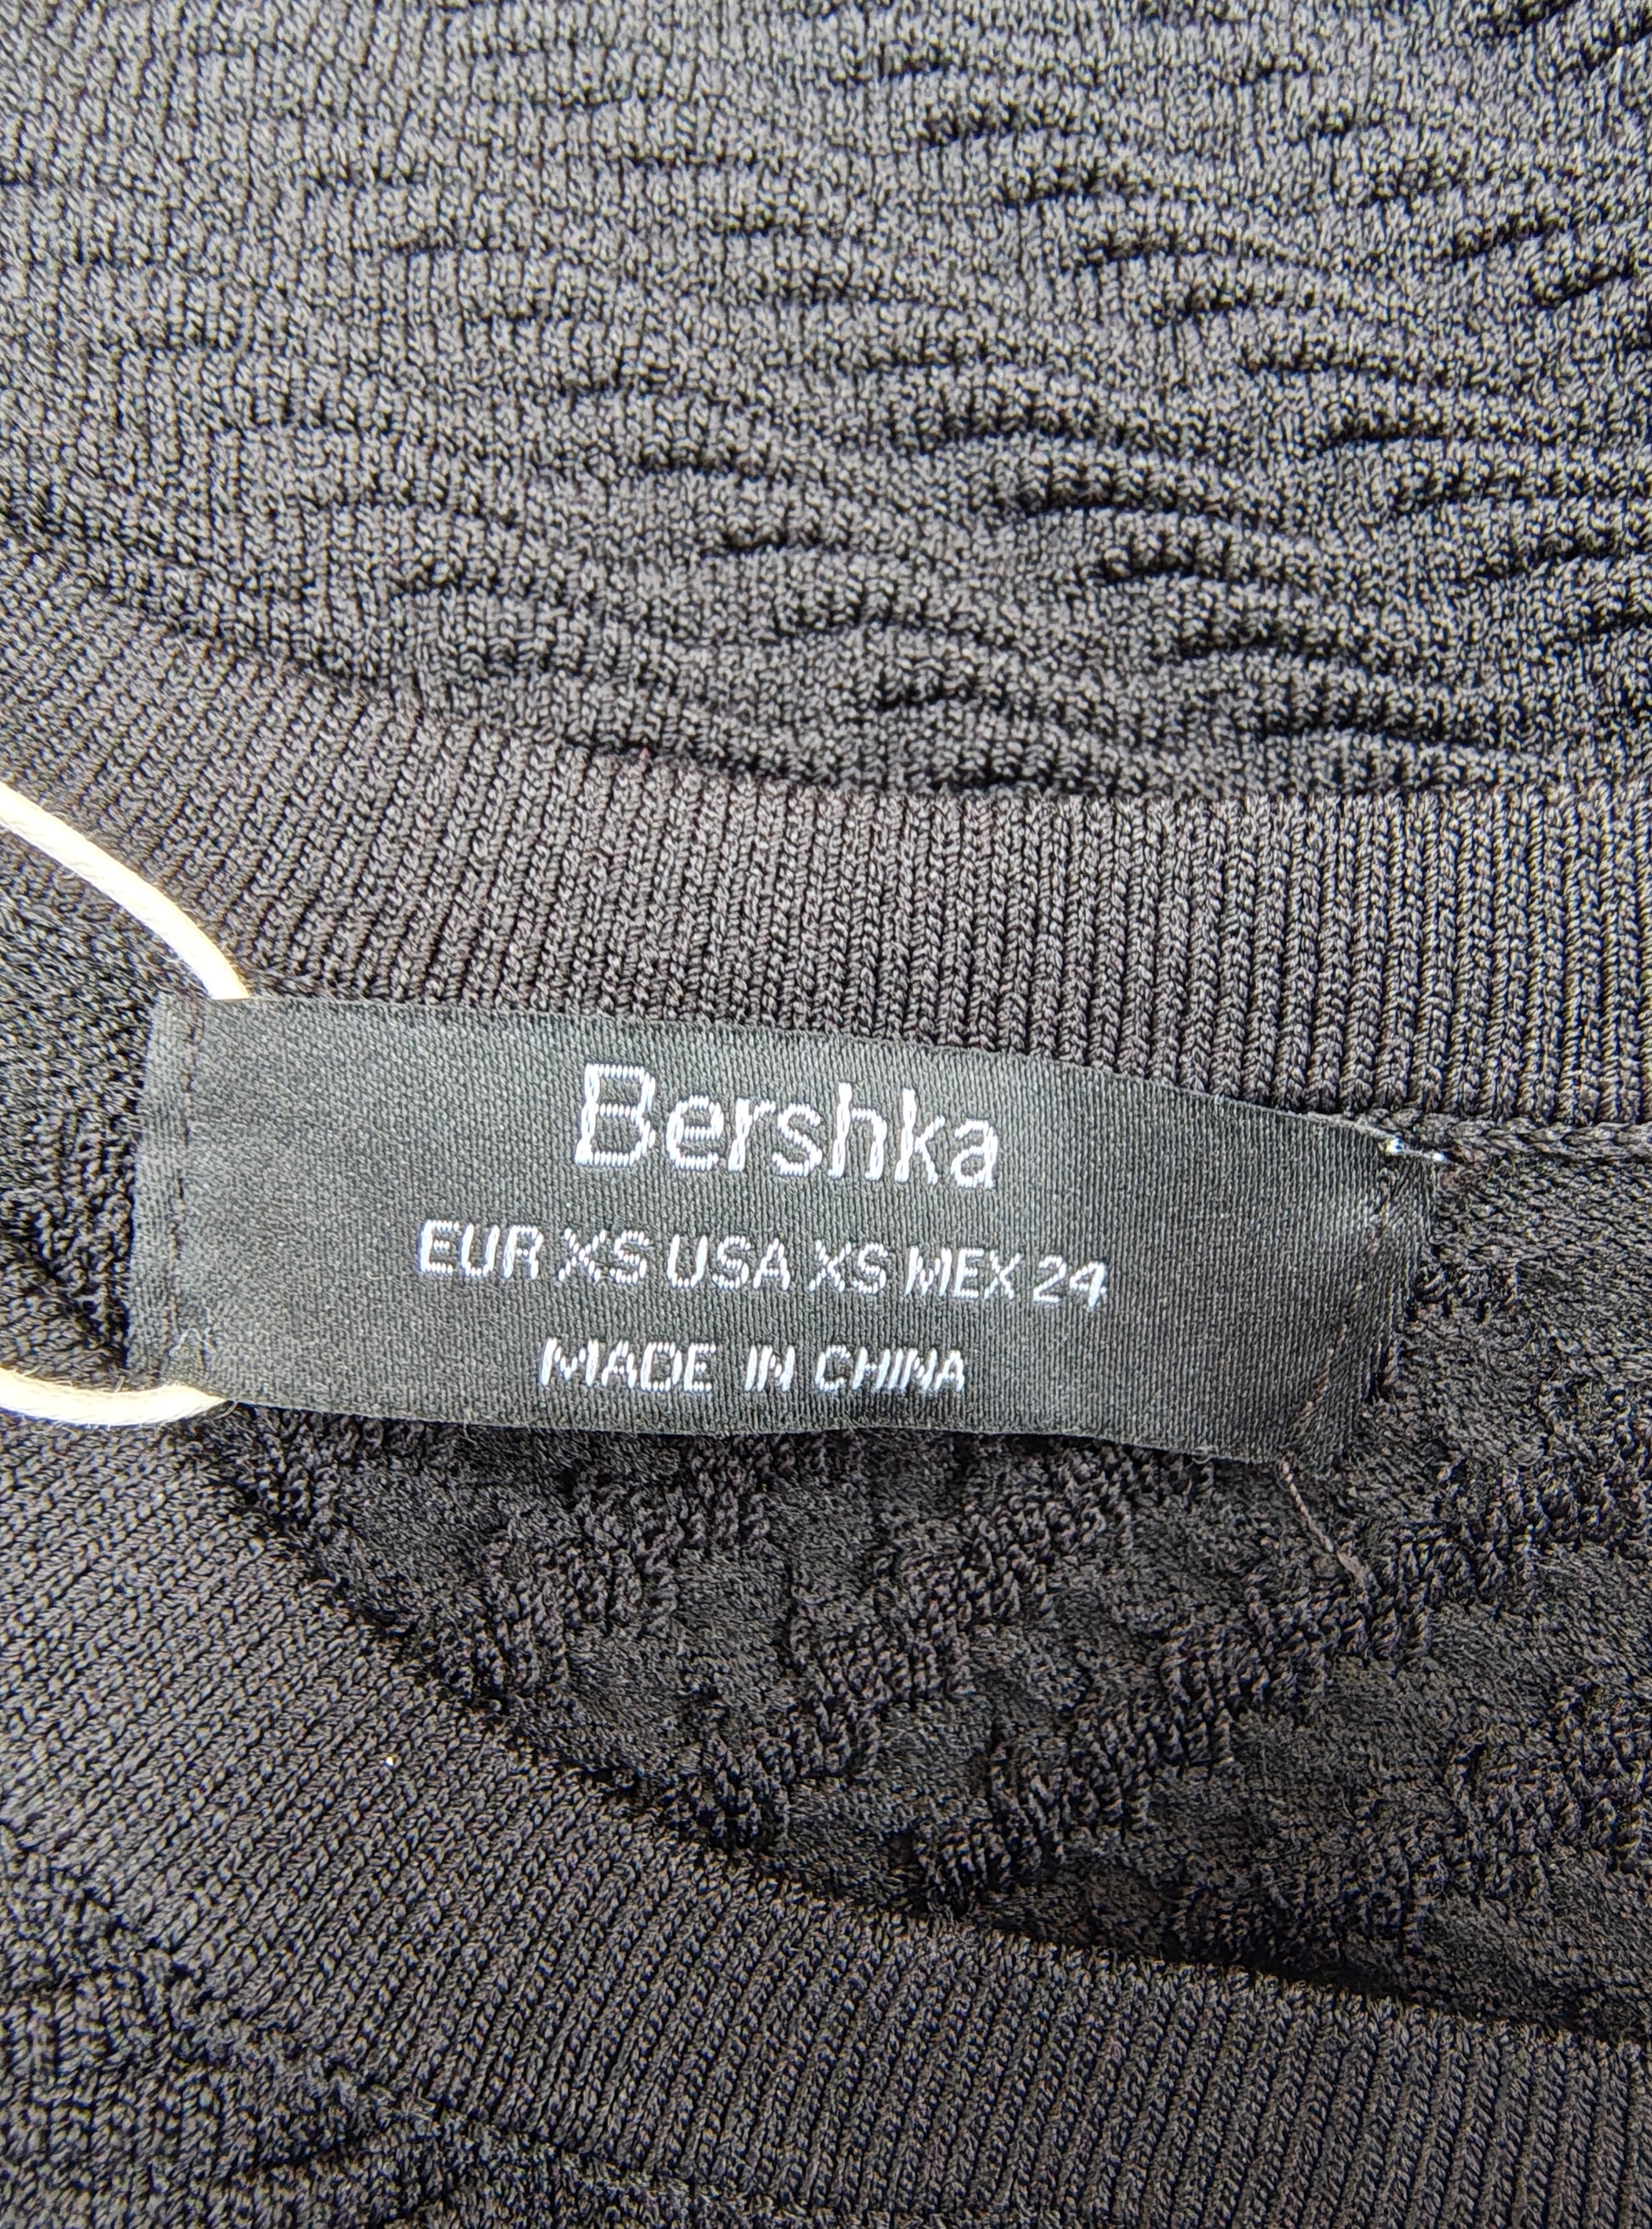 Bershka
EUR XS USA XS MEX 24
MADE IN CHINA